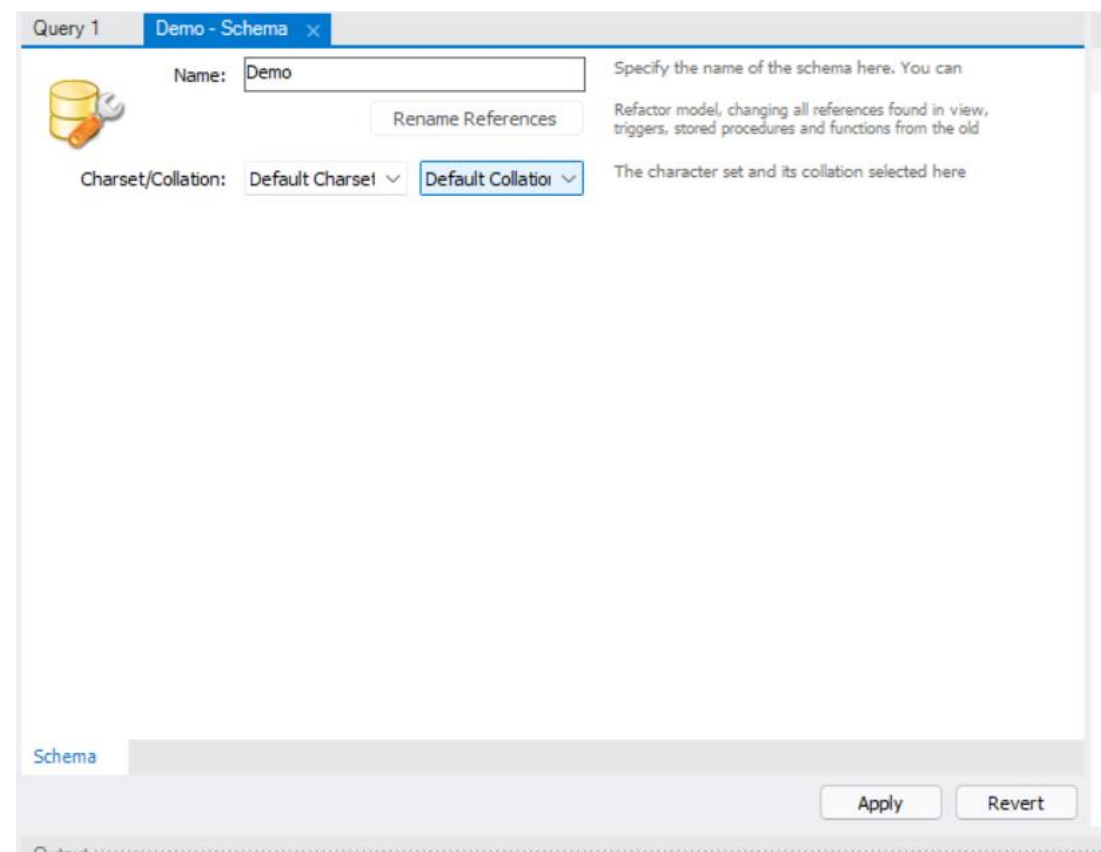 Query 1
Demo - Schema
Name:
Demo
Specify the name of the schema here. You can
Rename References
Refactor model, changing all references found in view,
triggers, stored procedures and functions from the old
Charset/Collation:
Default Charset
Default Collation
The character set and its collation selected here
Schema
Apply
Revert
Output